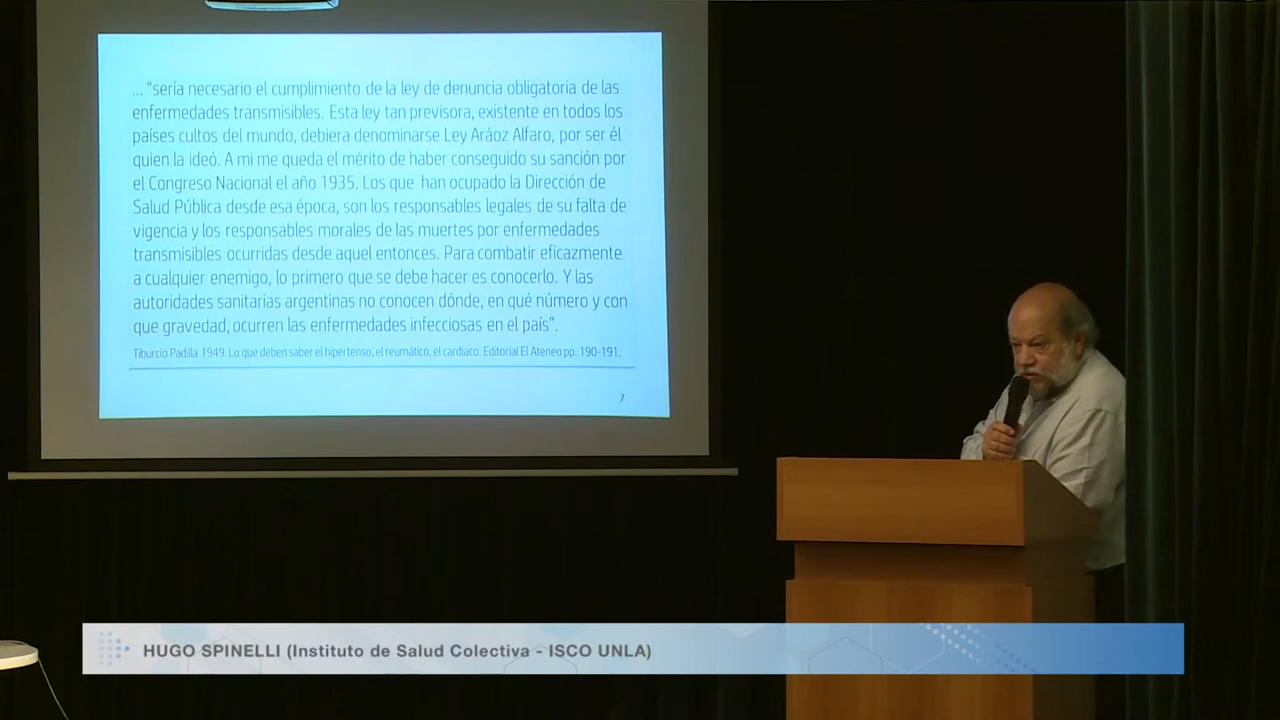 ... “sería necesario el cumplimiento de la ley de denuncia obligatoria de las
enfermedades transmisibles. Esta ley tan previsora, existente en todos los
países cultos del mundo, debiera denominarse Ley Aráoz Alfaro, por ser él
quien la ideó. A mi me queda el mérito de haber conseguido su sanción por
el Congreso Nacional el año 1935. Los que han ocupado la Dirección de
Salud Pública desde esa época, son los responsables legales de su falta de
vigencia y los responsables morales de las muertes por enfermedades
transmisibles ocurridas desde aquel entonces. Para combatir eficazmente
a cualquier enemigo, lo primero que se debe hacer es conocerlo. Y las
autoridades sanitarias argentinas no conocen dónde, en qué número y con
que gravedad, ocurren las enfermedades infecciosas en el país”.
Tiburcio Padilla 1949. Lo que deben saber el hipertenso, el reumático, el cardíaco. Editorial El Ateneo pp. 190-191.
7
HUGO SPINELLI (Instituto de Salud Colectiva - ISCO UNLA)